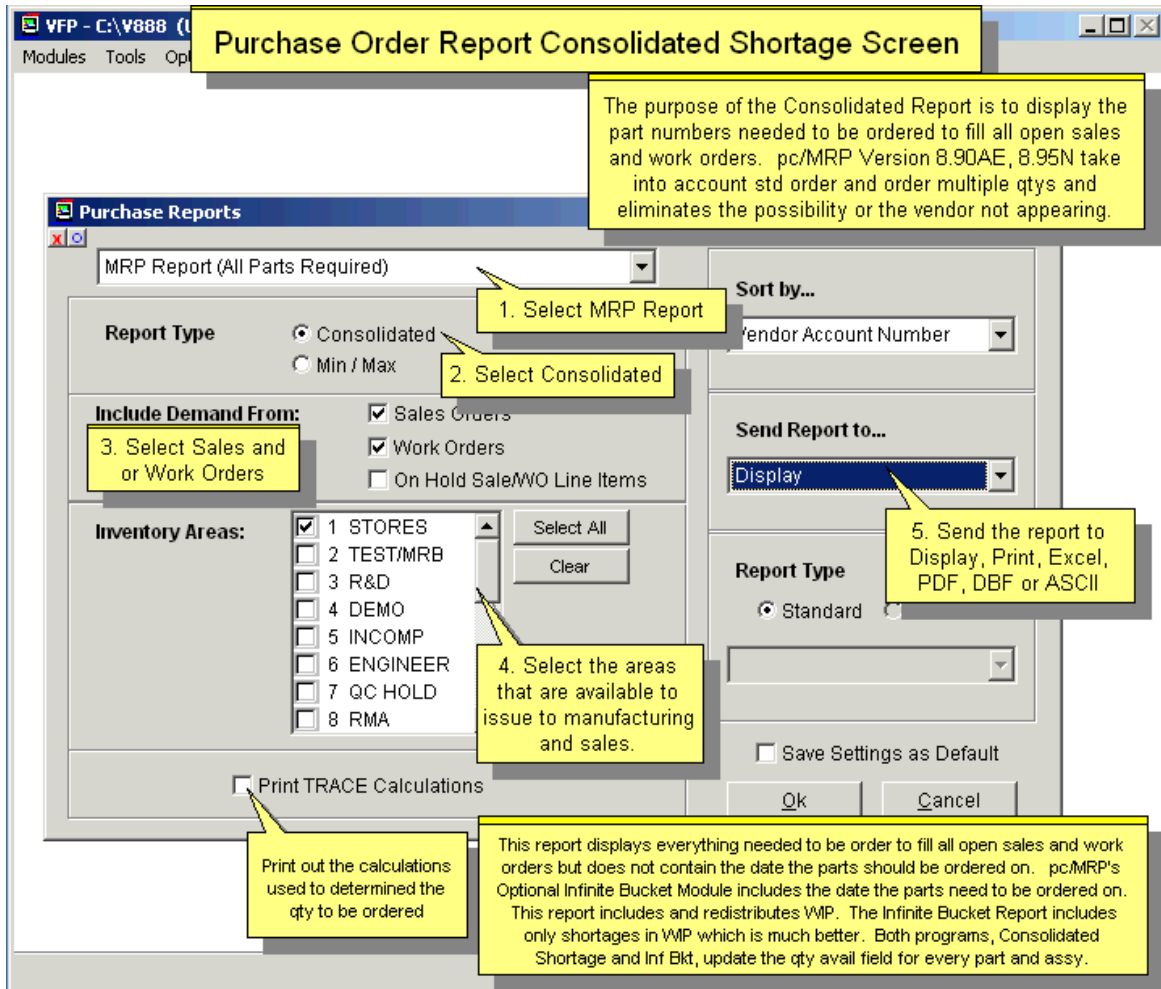 VFP - C:\V888 (U
Purchase Order Report Consolidated Shortage Screen
Modules Tools Opt
The purpose of the Consolidated Report is to display the
part numbers needed to be ordered to fill all open sales
and work orders. pc/MRP Version 8.90AE, 8.95N take
into account std order and order multiple qtys and
eliminates the possibility or the vendor not appearing.
Purchase Reports
MRP Report (All Parts Required)
1. Select MRP Report
Report Type
Consolidated
Min / Max
2. Select Consolidated
Include Demand From:
Sales Orders
Work Orders
On Hold Sale/WO Line Items
3. Select Sales and
or Work Orders
Inventory Areas:
1 STORES
2 TEST/MRB
3 R&D
4 DEMO
5 INCOMP
6 ENGINEER
7 QC HOLD
8 RMA
Select All
Clear
4. Select the areas
that are available to
issue to manufacturing
and sales.
Print TRACE Calculations
Print out the calculations
used to determined the
qty to be ordered
Sort by...
Vendor Account Number
Send Report to...
Display
5. Send the report to
Display, Print, Excel,
PDF, DBF or ASCII
Report Type
Standard
Save Settings as Default
Ok
Cancel
This report displays everything needed to be order to fill all open sales and work
orders but does not contain the date the parts should be ordered on. pc/MRP's
Optional Infinite Bucket Module includes the date the parts need to be ordered on.
This report includes and redistributes WIP. The Infinite Bucket Report includes
only shortages in WIP which is much better. Both programs, Consolidated
Shortage and Inf Bkt, update the qty avail field for every part and assy.